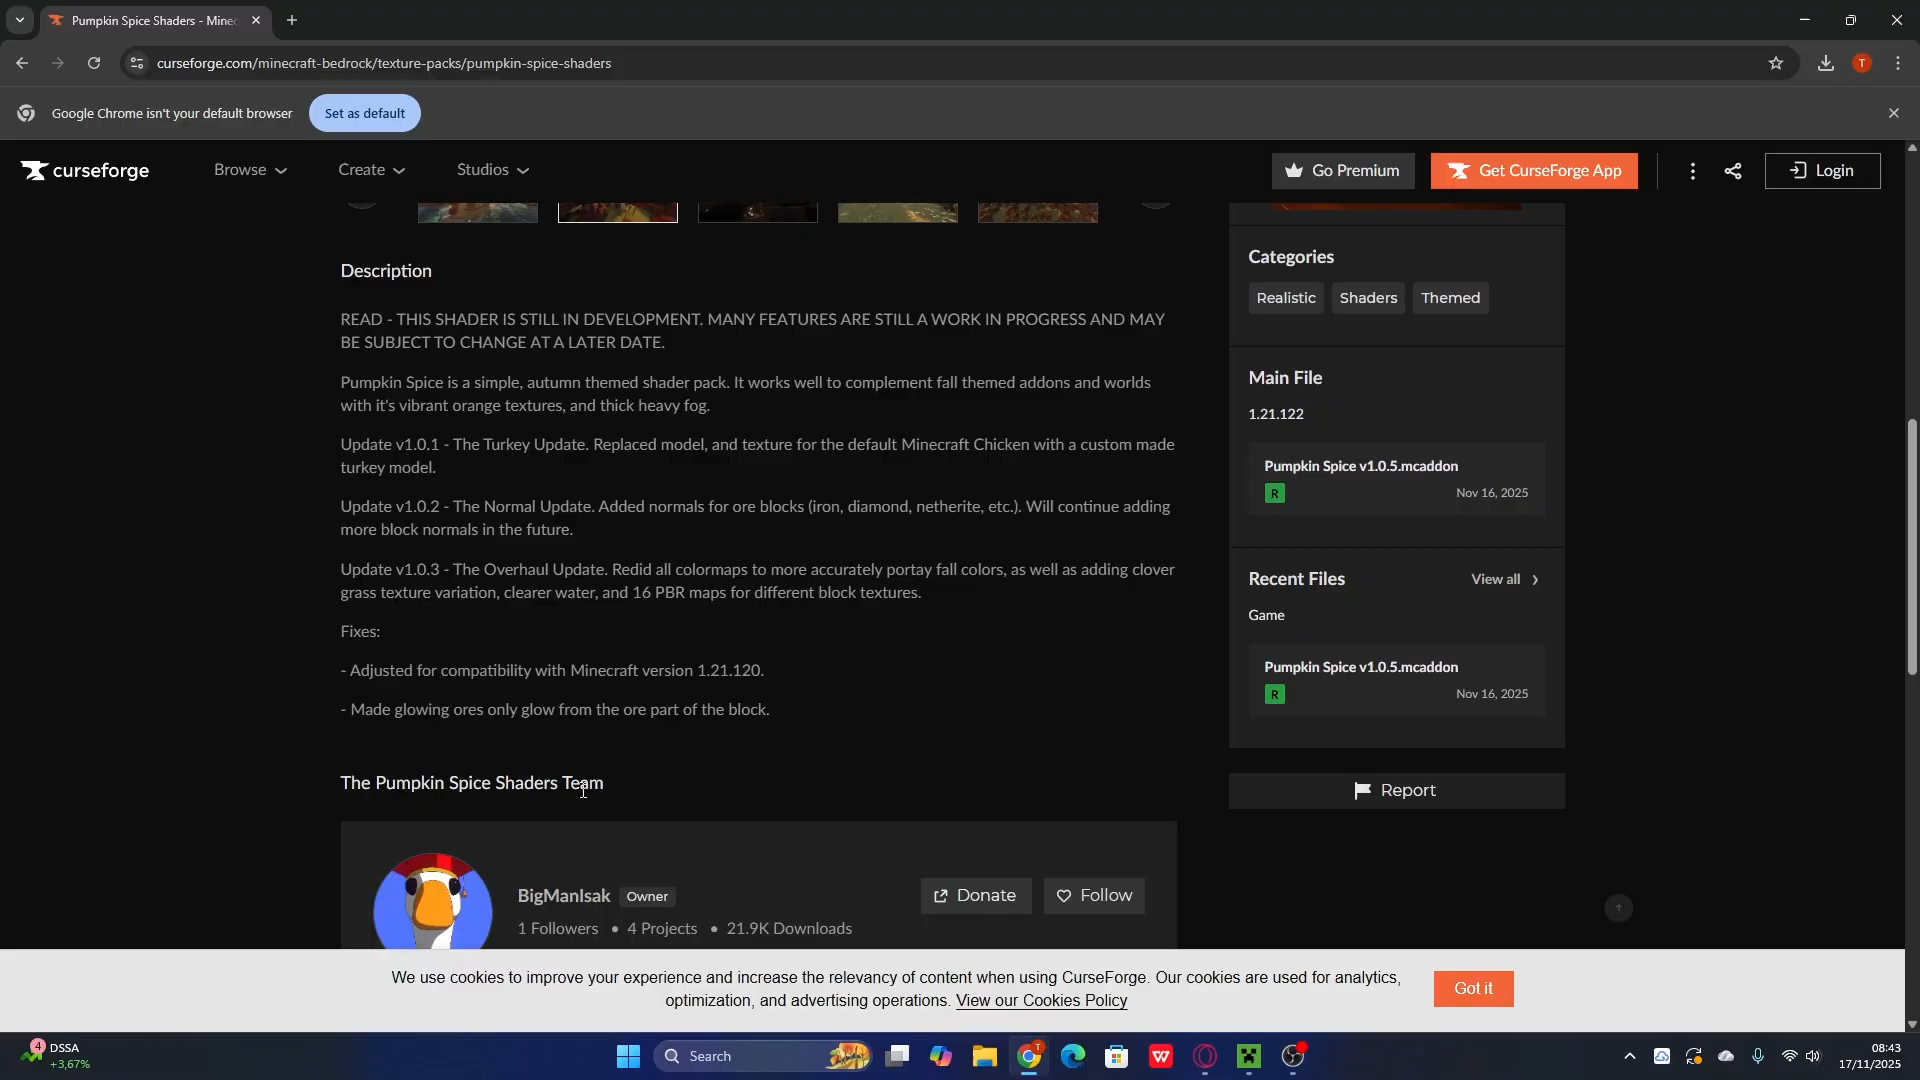 Pumpkin Spice Shaders - Minec
curseforge.com/minecraft-bedrock/texture-packs/pumpkin-spice-shaders
T
Google Chrome isn't your default browser
Set as default
curseforge
Browse
Create
Studios
Go Premium
Get CurseForge App
Login
Description
READ - THIS SHADER IS STILL IN DEVELOPMENT. MANY FEATURES ARE STILL A WORK IN PROGRESS AND MAY
BE SUBJECT TO CHANGE AT A LATER DATE.
Pumpkin Spice is a simple, autumn themed shader pack. It works well to complement fall themed addons and worlds
with it's vibrant orange textures, and thick heavy fog.
Update v1.0.1 - The Turkey Update. Replaced model, and texture for the default Minecraft Chicken with a custom made
turkey model.
Update v1.0.2 - The Normal Update. Added normals for ore blocks (iron, diamond, netherite, etc.). Will continue adding
more block normals in the future.
Update v1.0.3 - The Overhaul Update. Redid all colormaps to more accurately portay fall colors, as well as adding clover
grass texture variation, clearer water, and 16 PBR maps for different block textures.
Fixes:
- Adjusted for compatibility with Minecraft version 1.21.120.
- Made glowing ores only glow from the ore part of the block.
The Pumpkin Spice Shaders Team
BigManIsak
Owner
1 Followers • 4 Projects • 21.9K Downloads
Donate
Follow
Categories
Realistic
Shaders
Themed
Main File
1.21.122
Pumpkin Spice v1.0.5.mcaddon
R
Nov 16, 2025
Recent Files
View all
Game
Pumpkin Spice v1.0.5.mcaddon
R
Nov 16, 2025
Report
We use cookies to improve your experience and increase the relevancy of content when using CurseForge. Our cookies are used for analytics,
optimization, and advertising operations. View our Cookies Policy
Got it
4
DSSA
+3,67%
Search
T
W
08:43
17/11/2025